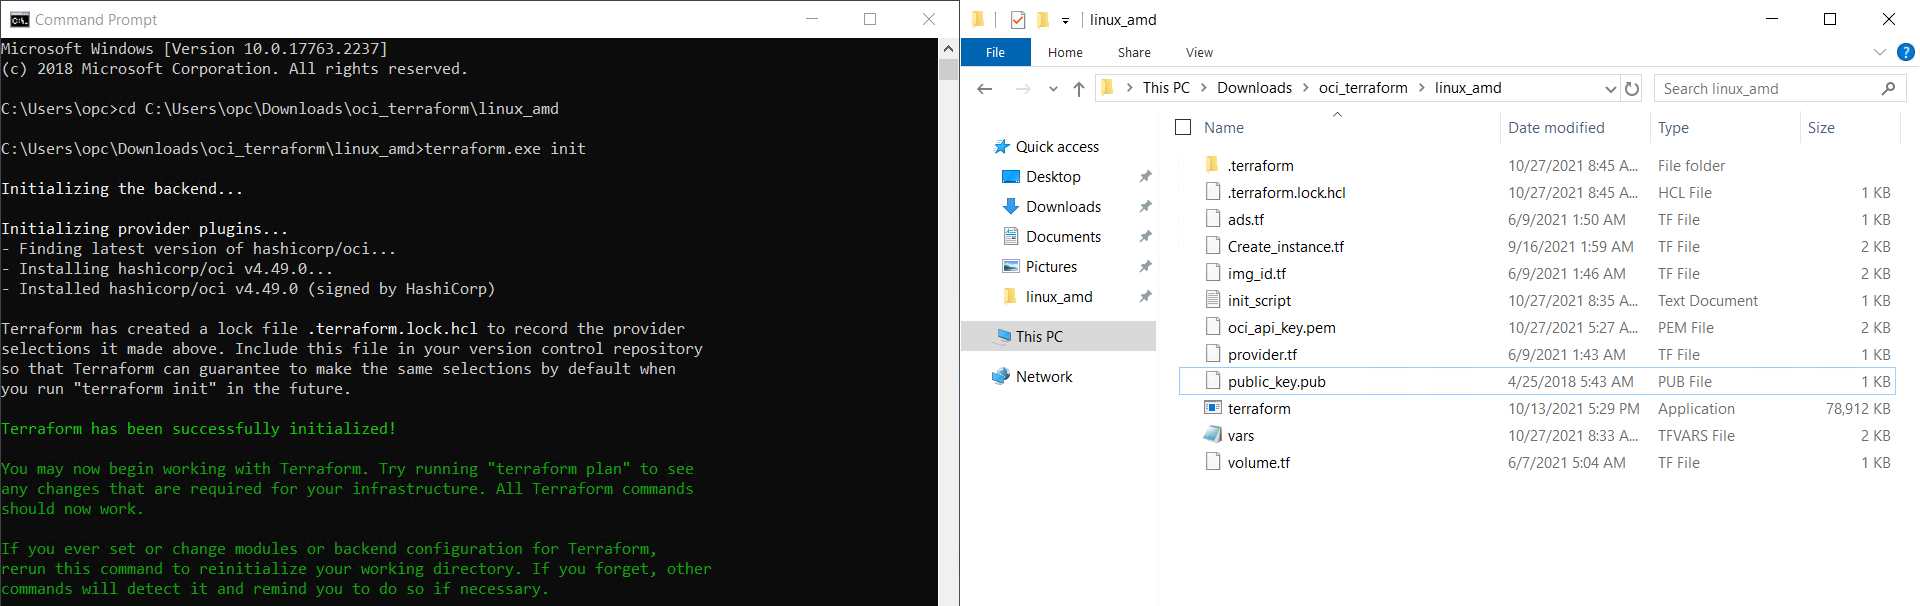 Command Prompt
Microsoft Windows [Version 10.0.17763.2237]
(c) 2018 Microsoft Corporation. All rights reserved.
C:\Users\opc>cd C:\Users\opc\Downloads\oci_terraform\linux_amd
C:\Users\opc\Downloads\oci_terraform\linux_amd>terraform.exe init
Initializing the backend...
Initializing provider plugins...
- Finding latest version of hashicorp/oci...
- Installing hashicorp/oci v4.49.0...
- Installed hashicorp/oci v4.49.0 (signed by HashiCorp)
Terraform has created a lock file .terraform.lock.hcl to record the provider
selections it made above. Include this file in your version control repository
so that Terraform can guarantee to make the same selections by default when
you run "terraform init" in the future.
Terraform has been successfully initialized!
You may now begin working with Terraform. Try running "terraform plan" to see
any changes that are required for your infrastructure. All Terraform commands
should now work.
If you ever set or change modules or backend configuration for Terraform,
rerun this command to reinitialize your working directory. If you forget, other
commands will detect it and remind you to do so if necessary.
linux_amd
File Home Share View
This PC > Downloads > oci_terraform > linux_amd
Search linux_amd
Quick access
Desktop
Downloads
Documents
Pictures
linux_amd
This PC
Network
Name Date modified Type Size
.terraform 10/27/2021 8:45 A... File folder
.terraform.lock.hcl 10/27/2021 8:45 A... HCL File 1 KB
ads.tf 6/9/2021 1:50 AM TF File 1 KB
Create_instance.tf 9/16/2021 1:59 AM TF File 2 KB
img_id.tf 6/9/2021 1:46 AM TF File 2 KB
init_script 10/27/2021 8:35 A... Text Document 1 KB
oci_api_key.pem 10/27/2021 5:27 A... PEM File 2 KB
provider.tf 6/9/2021 1:43 AM TF File 1 KB
public_key.pub 4/25/2018 5:43 AM PUB File 1 KB
terraform 10/13/2021 5:29 PM Application 78,912 KB
vars 10/27/2021 8:33 A... TFVARS File 2 KB
volume.tf 6/7/2021 5:04 AM TF File 1 KB